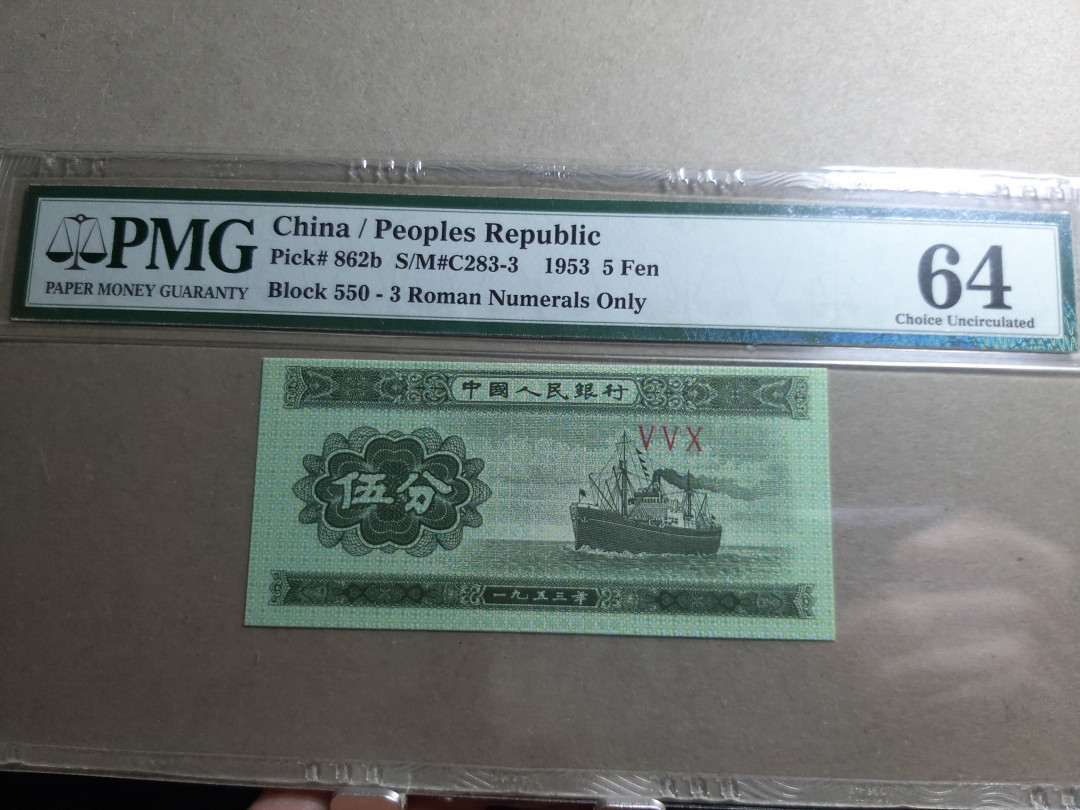 PMG
PAPER MONEY GUARANTY
China / Peoples Republic
Pick# 862b S/M#C283-3 1953 5 Fen
Block 550 - 3 Roman Numerals Only
64
Choice Uncirculated
中國人民銀行
VVX
伍分
一九五三年